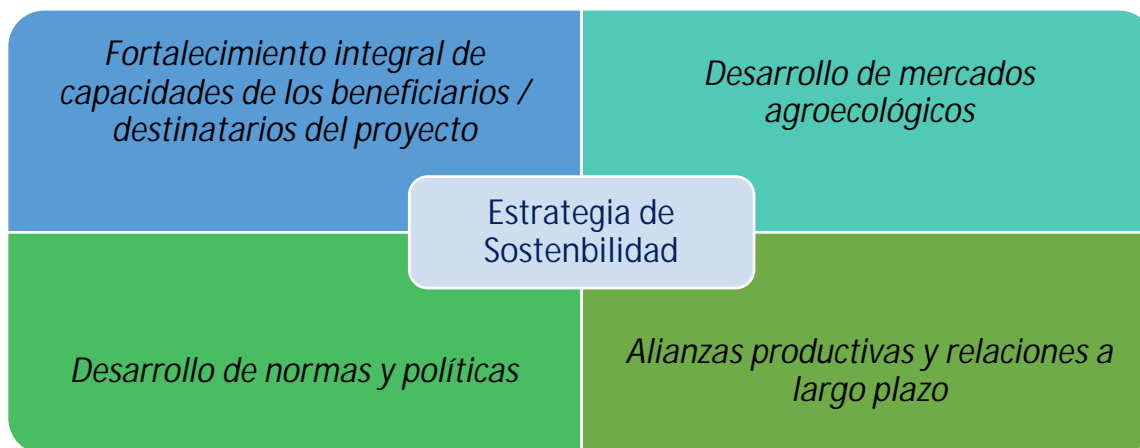 Fortalecimiento integral de
capacidades de los beneficiarios /
destinatarios del proyecto
Desarrollo de mercados
agroecológicos
Estrategia de
Sostenbilidad
Desarrollo de normas y políticas
Alianzas productivas y relaciones a
largo plazo